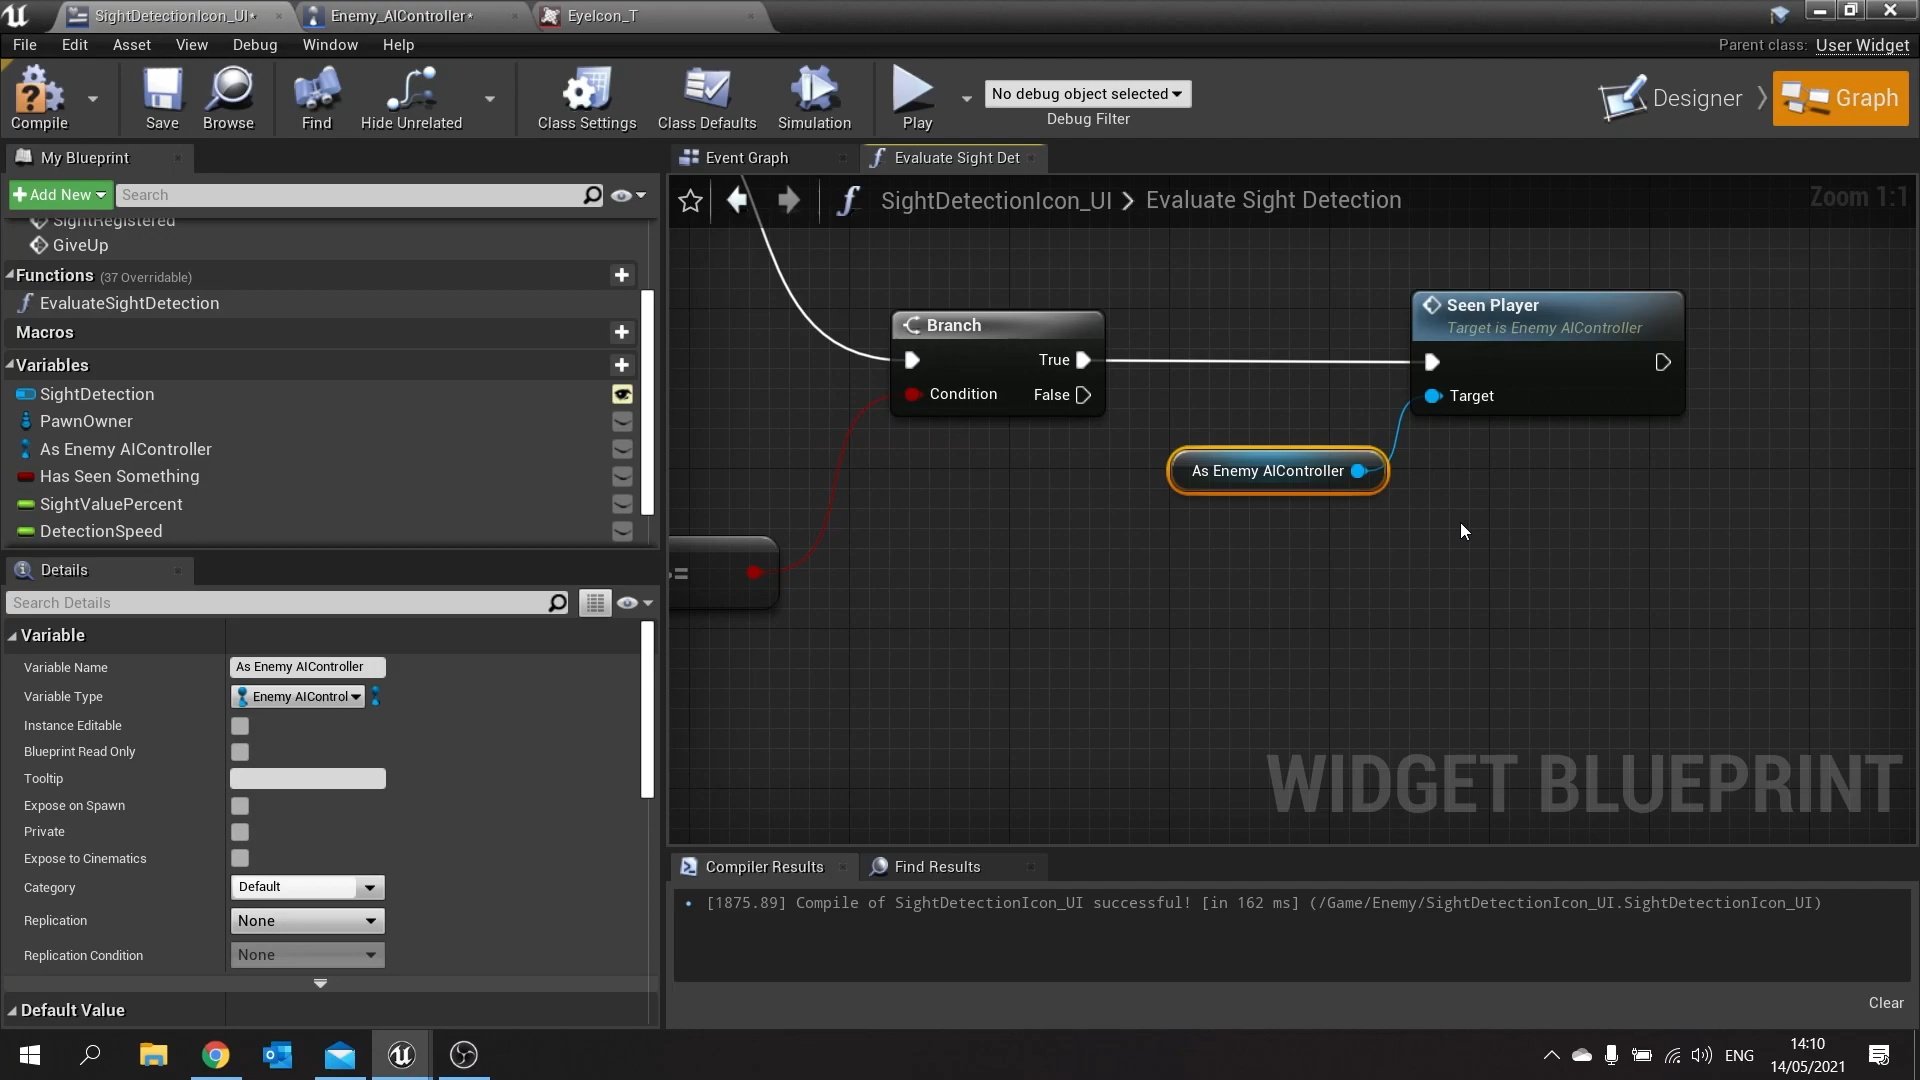 SightDetectionIcon_UI*
Enemy_AIController*
EyeIcon_T
File Edit Asset View Debug Window Help
Parent class: User Widget
Compile
Save
Browse
Find
Hide Unrelated
Class Settings
Class Defaults
Simulation
Play
No debug object selected
Debug Filter
Designer
Graph
My Blueprint
Add New
Search
SightRegistered
GiveUp
Functions (37 Overridable)
EvaluateSightDetection
Macros
Variables
SightDetection
PawnOwner
As Enemy AIController
Has Seen Something
SightValuePercent
DetectionSpeed
Details
Search Details
Variable
Variable Name As Enemy AIController
Variable Type Enemy AIControl
Instance Editable
Blueprint Read Only
Tooltip
Expose on Spawn
Private
Expose to Cinematics
Category Default
Replication None
Replication Condition None
Default Value
Event Graph
Evaluate Sight Det
SightDetectionIcon_UI > Evaluate Sight Detection
Zoom 1:1
Branch
True
Condition False
Seen Player
Target is Enemy AIController
Target
As Enemy AIController
WIDGET BLUEPRINT
Compiler Results
Find Results
[1875.89] Compile of SightDetectionIcon_UI successful! [in 162 ms] (/Game/Enemy/SightDetectionIcon_UI.SightDetectionIcon_UI)
Clear
ENG
14:10
14/05/2021